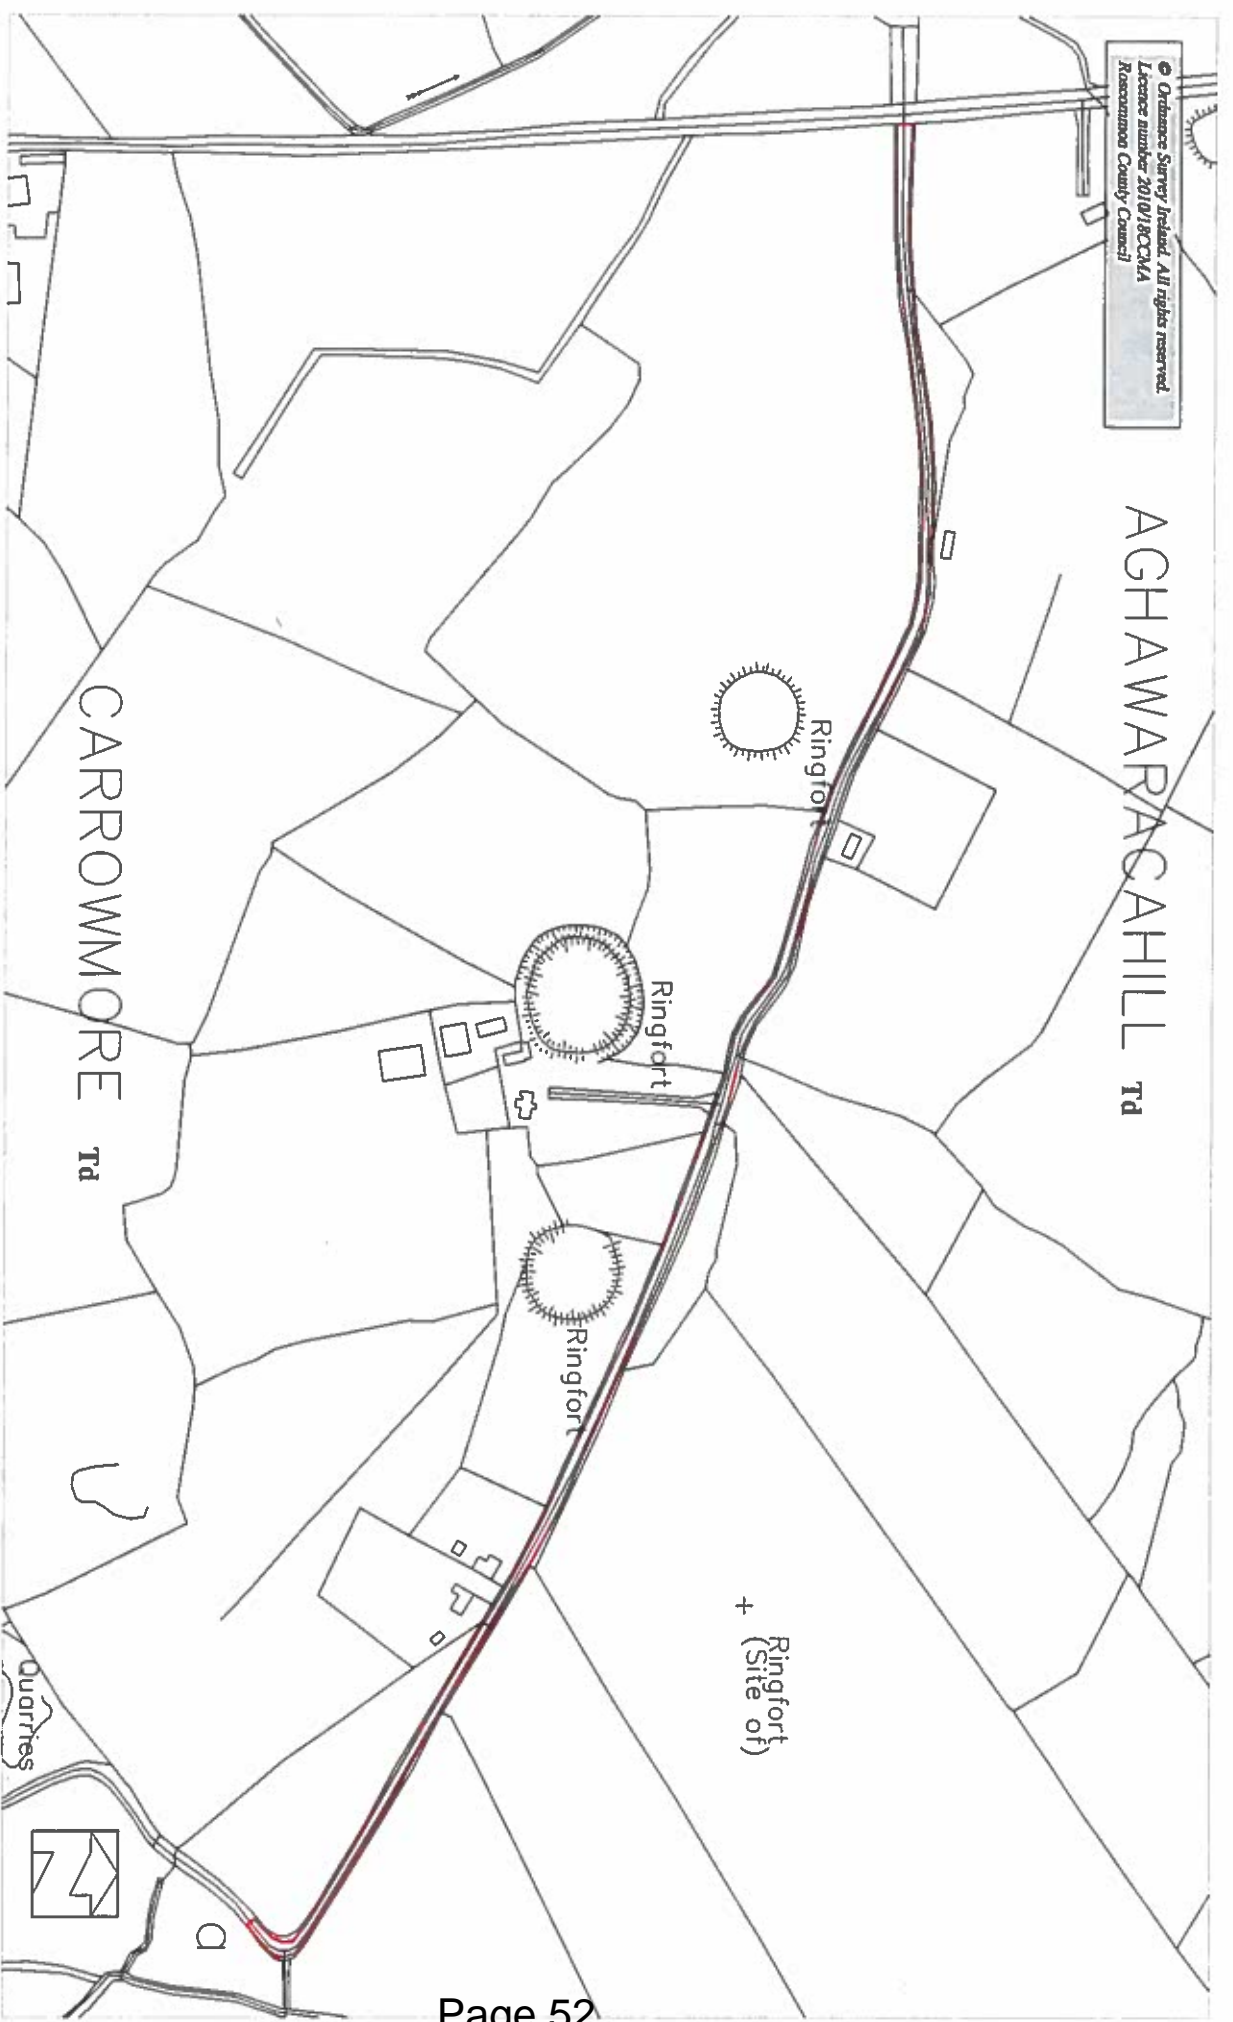 © Ordnance Survey Ireland. All rights reserved.
Licence number 2010/18CCMA
Roscommon County Council
AGHAWARACAHILL Td
Ringfort
Ringfort
CARROWMORE Td
Ringfort
Ringfort
(Site of)
Quarries
a
N
Page 52